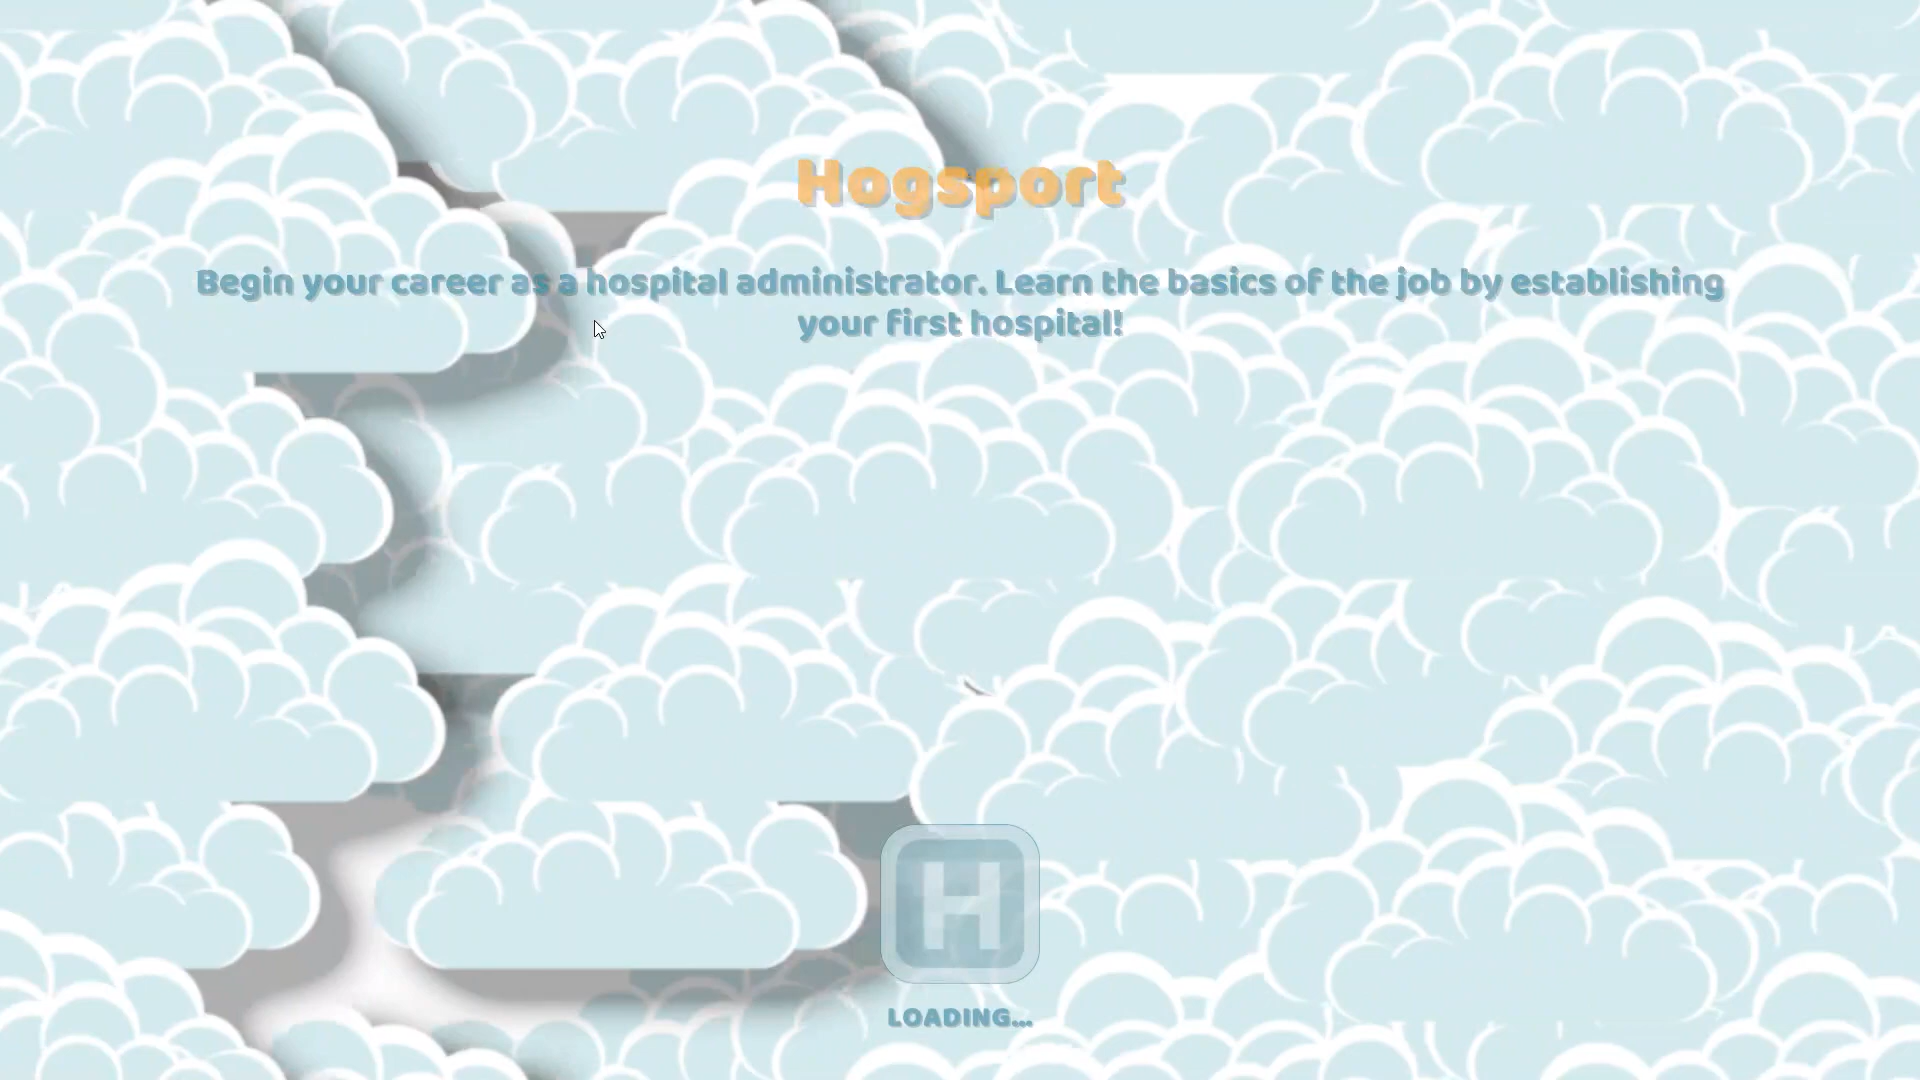 Hogsport
Begin your career as a hospital administrator. Learn the basics of the job by establishing
your first hospital!
H
LOADING...